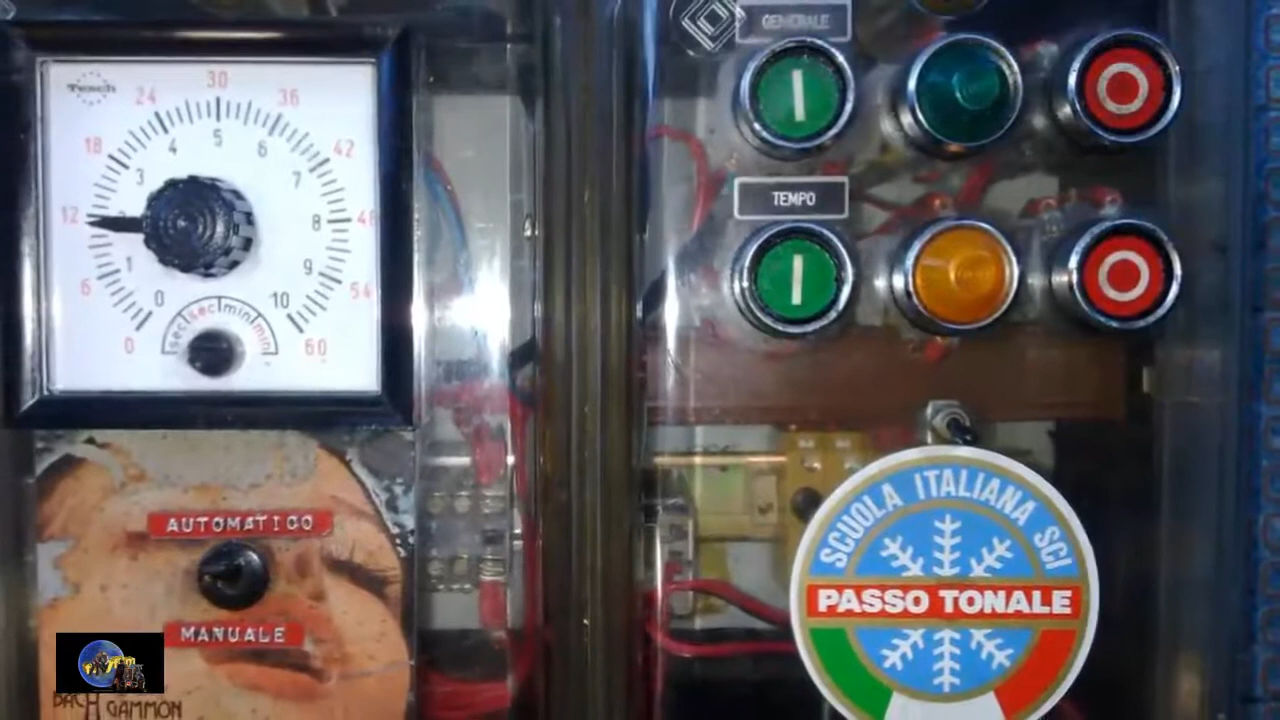 Tesch
GENERALE
30
24 36
5
4 6
18 42
3 7
TEMPO
12 2 8 48
1 9
6 54
0 10
sec sec min min
0 60
SCUOLA ITALIANA SCI
AUTOMATICO
PASSO TONALE
MANUALE
BACH GAMMON